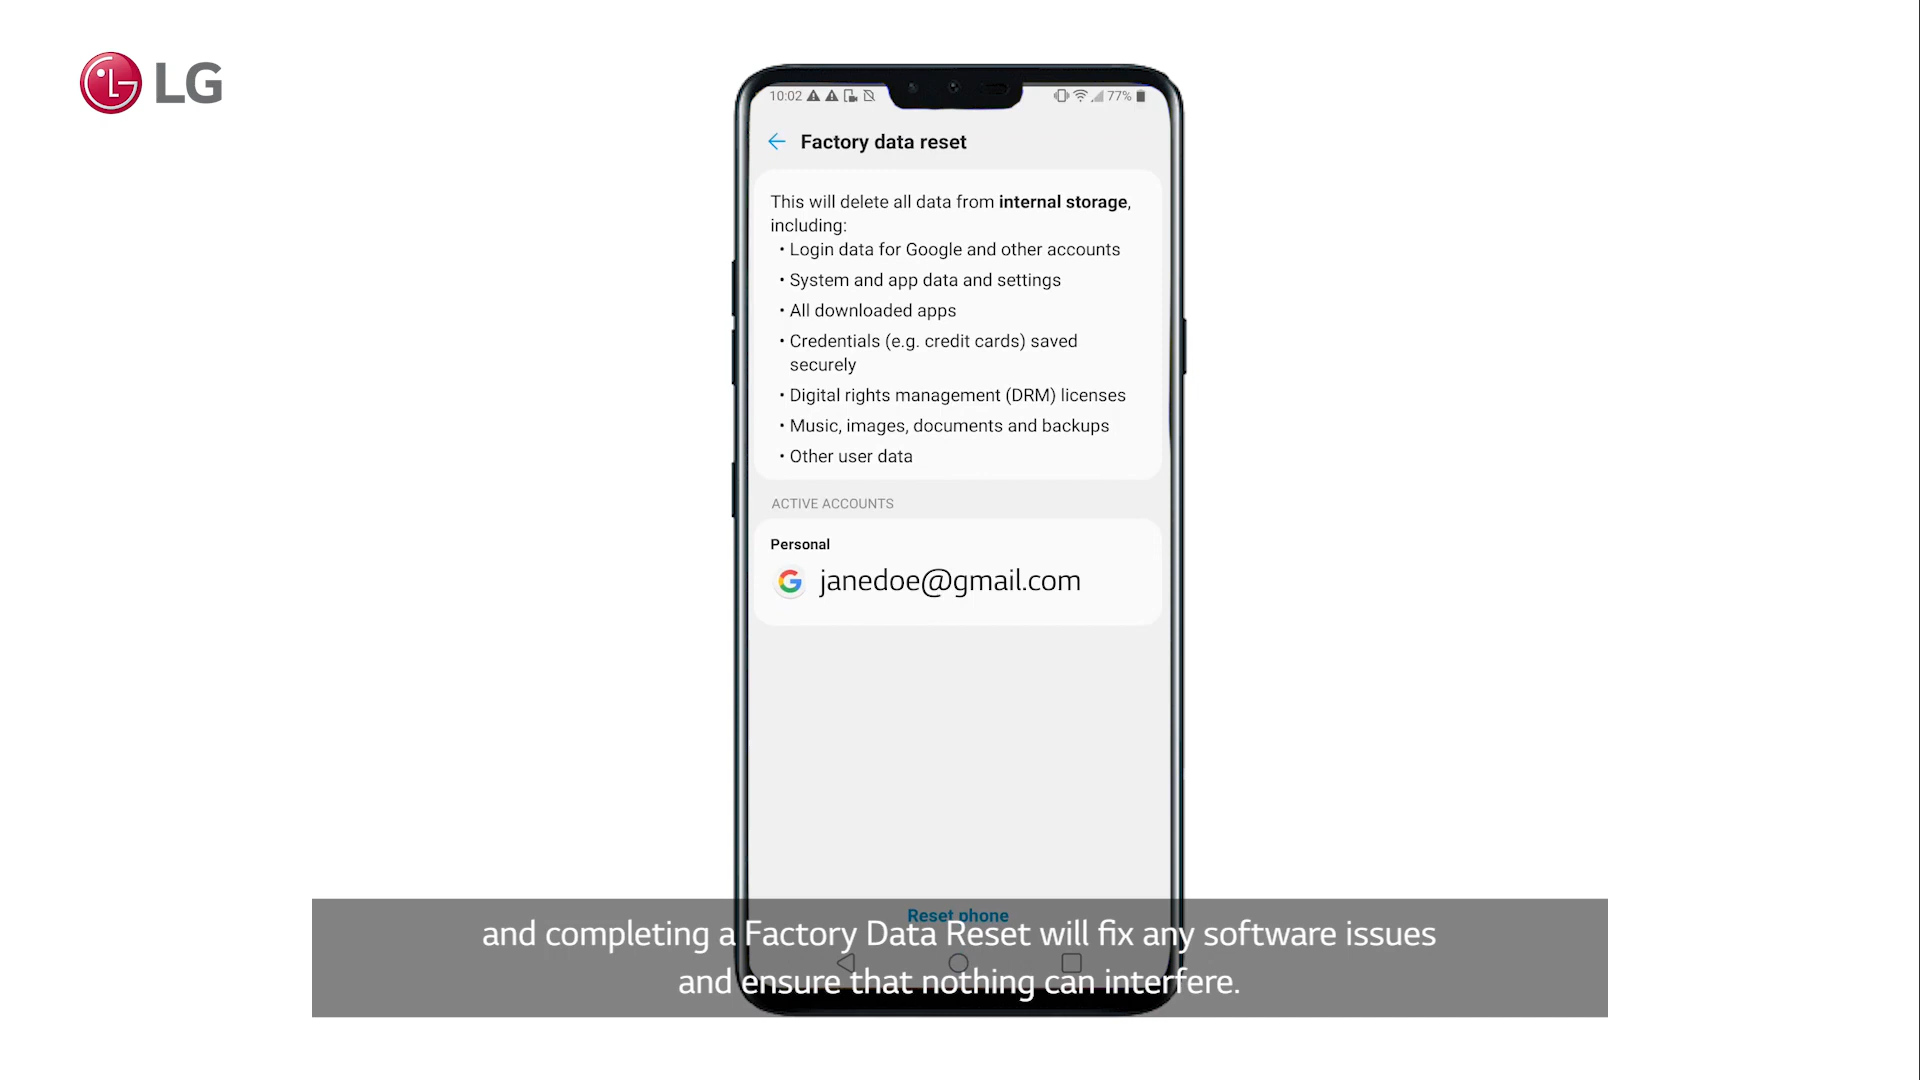 LG
10:02 77%
Factory data reset
This will delete all data from internal storage,
including:
• Login data for Google and other accounts
• System and app data and settings
• All downloaded apps
• Credentials (e.g. credit cards) saved
securely
• Digital rights management (DRM) licenses
• Music, images, documents and backups
• Other user data
ACTIVE ACCOUNTS
Personal
janedoe@gmail.com
Reset phone
and completing a Factory Data Reset will fix any software issues
and ensure that nothing can interfere.